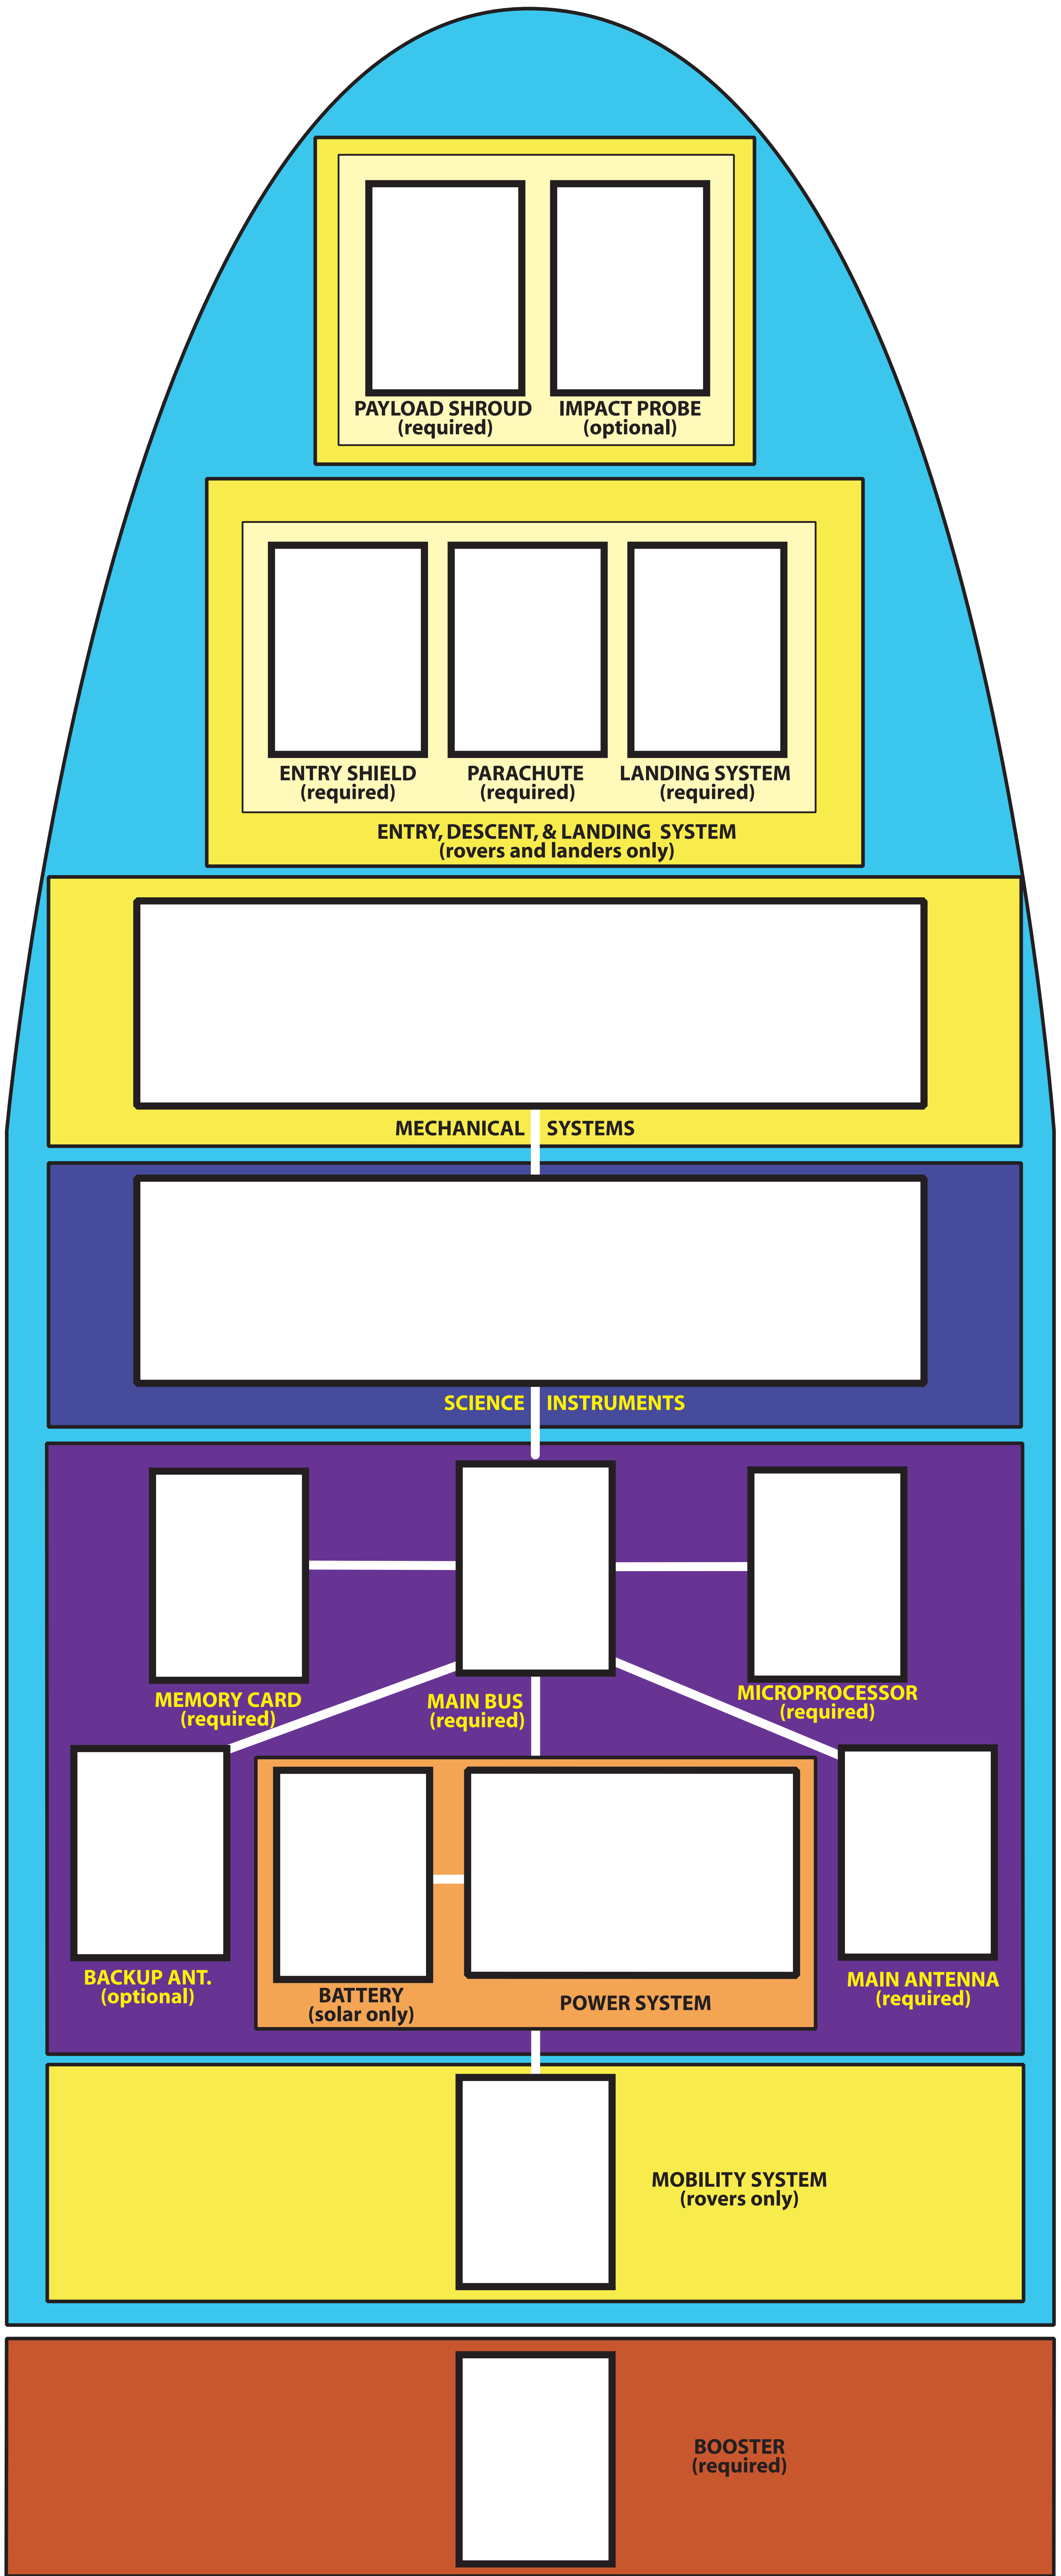 PAYLOAD SHROUD
(required)
IMPACT PROBE
(optional)
ENTRY SHIELD
(required)
PARACHUTE
(required)
LANDING SYSTEM
(required)
ENTRY, DESCENT, & LANDING SYSTEM
(rovers and landers only)
MECHANICAL SYSTEMS
SCIENCE INSTRUMENTS
MEMORY CARD
(required)
MAIN BUS
(required)
MICROPROCESSOR
(required)
BACKUP ANT.
(optional)
BATTERY
(solar only)
POWER SYSTEM
MAIN ANTENNA
(required)
MOBILITY SYSTEM
(rovers only)
BOOSTER
(required)